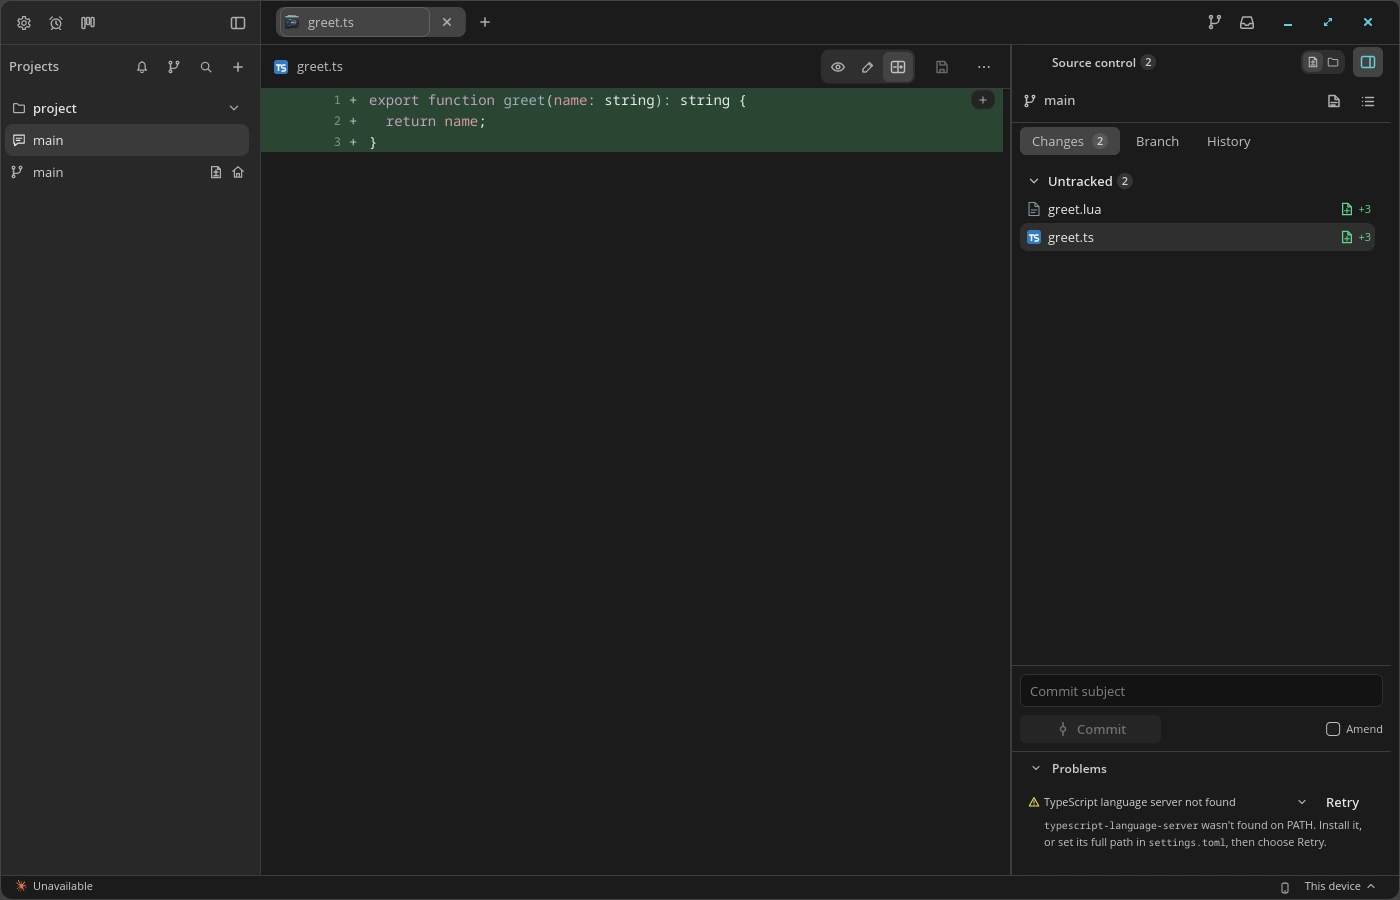 greet.ts
Projects
project
main
main
TS greet.ts
1 + export function greet(name: string): string {
2 + return name;
3 + }
Source control 2
main
Changes 2 Branch History
Untracked 2
greet.lua +3
TS greet.ts +3
Commit subject
Commit Amend
Problems
TypeScript language server not found Retry
typescript-language-server wasn't found on PATH. Install it,
or set its full path in settings.toml, then choose Retry.
Unavailable This device